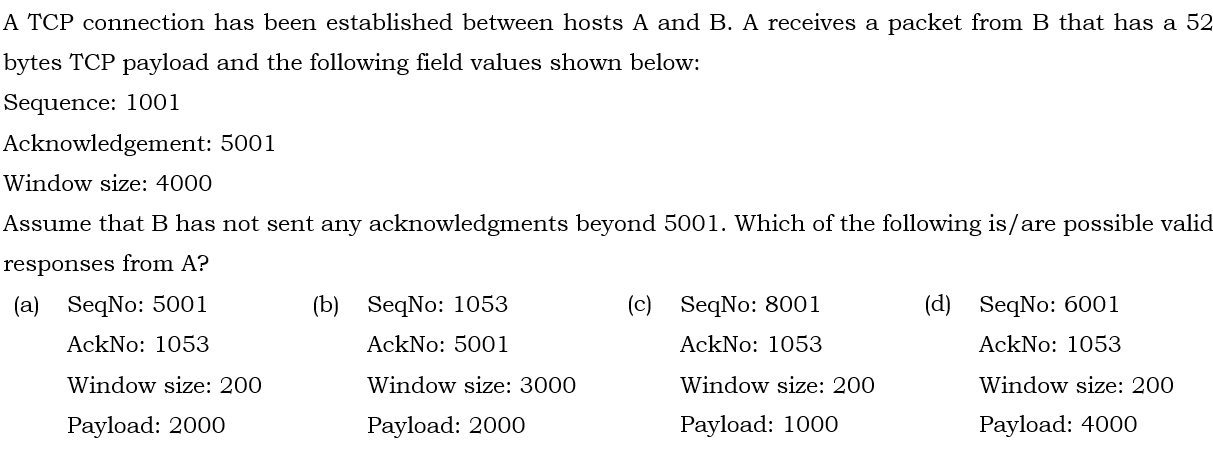 A TCP connection has been established between hosts A and B. A receives a packet from B that has a 52
bytes TCP payload and the following field values shown below:
Sequence: 1001
Acknowledgement: 5001
Window size: 4000
Assume that B has not sent any acknowledgments beyond 5001. Which of the following is/are possible valid
responses from A?
(a) SeqNo: 5001 (b) SeqNo: 1053 (c) SeqNo: 8001 (d) SeqNo: 6001
AckNo: 1053 AckNo: 5001 AckNo: 1053 AckNo: 1053
Window size: 200 Window size: 3000 Window size: 200 Window size: 200
Payload: 2000 Payload: 2000 Payload: 1000 Payload: 4000